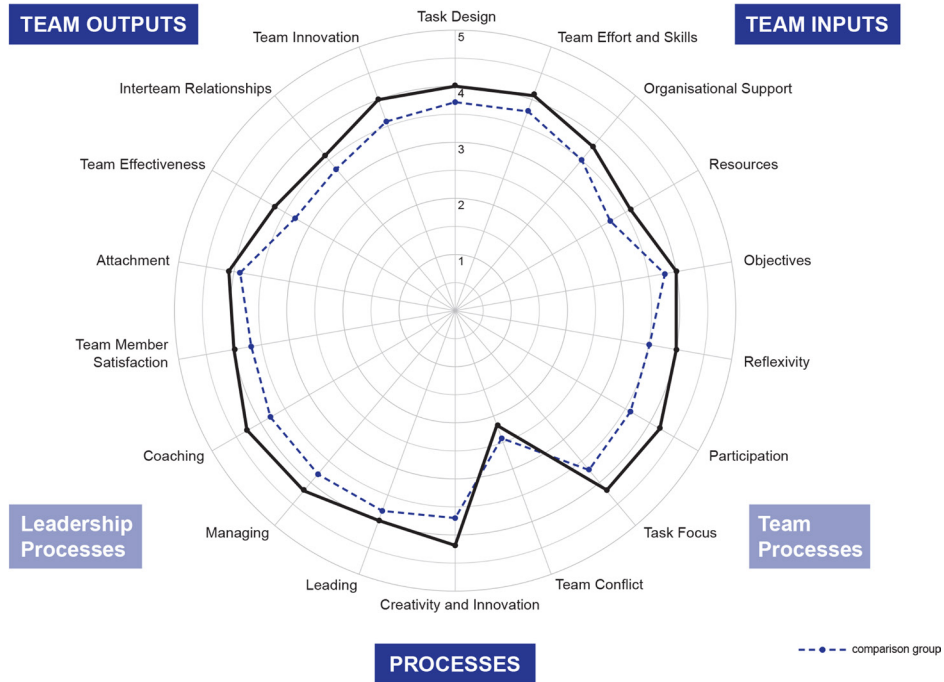 TEAM OUTPUTS
Task Design
TEAM INPUTS
Team Innovation
5
Team Effort and Skills
Interteam Relationships
4
Organisational Support
3
Team Effectiveness
Resources
2
1
Attachment
Objectives
Team Member
Satisfaction
Reflexivity
Coaching
Participation
Leadership
Processes
Managing
Task Focus
Team
Processes
Leading
Team Conflict
Creativity and Innovation
PROCESSES
comparison group